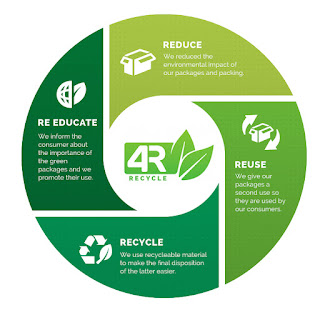 REDUCE
We reduced the
environmental impact of
our packages and packing.
RE EDUCATE
We inform the
consumer about
the importance of
the green
packages and we
promote their use.
4R
RECYCLE
REUSE
We give our
packages a
second use so
they are used by
our consumers.
RECYCLE
We use recycleable material
to make the final disposition
of the latter easier.